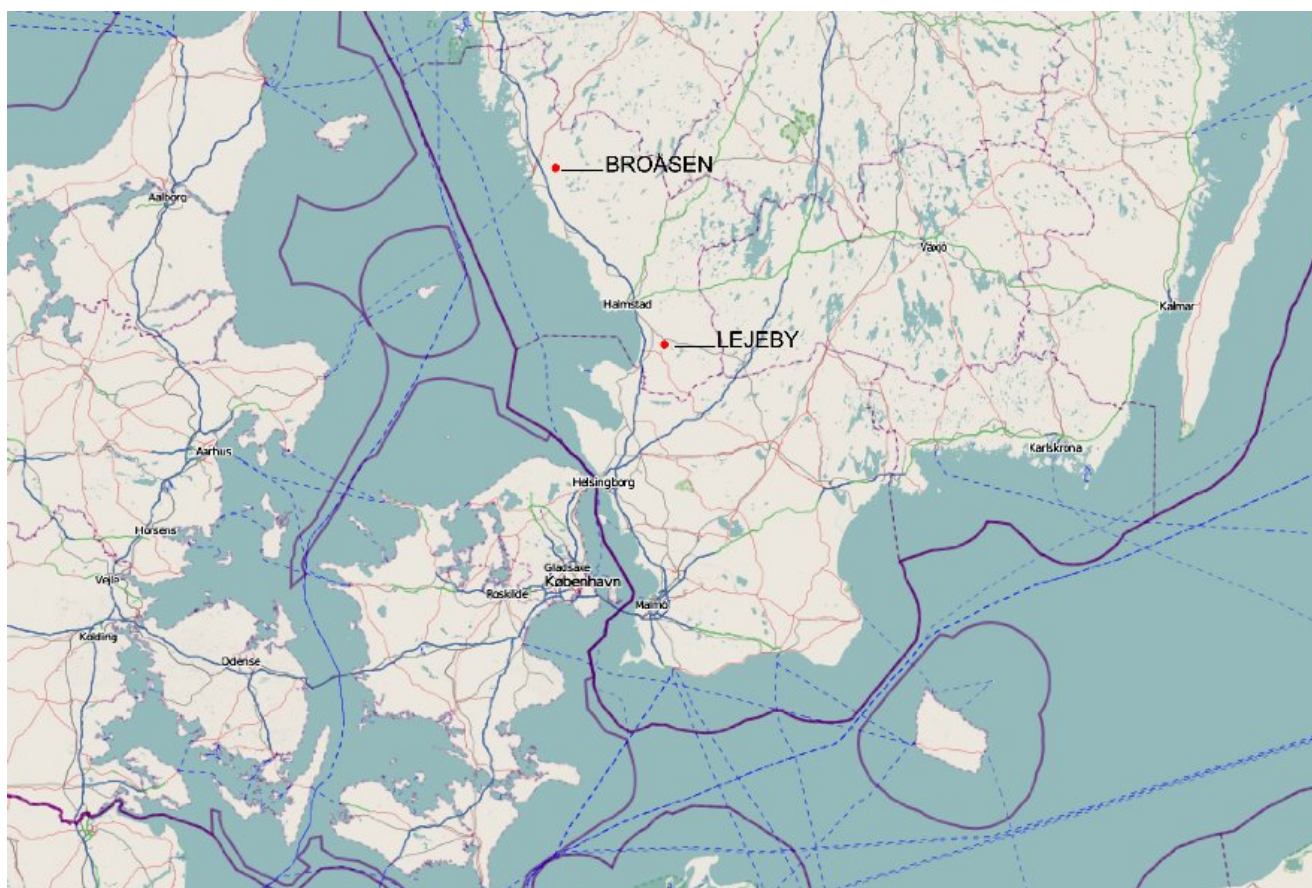 BROÅSEN
Aalborg
Växjö
Halmstad
Kalmar
LEJEBY
Aarhus
Karlskrona
Helsingborg
Horsens
Gladsaxe
Vejle
København
Roskilde
Malmö
Kolding
Odense